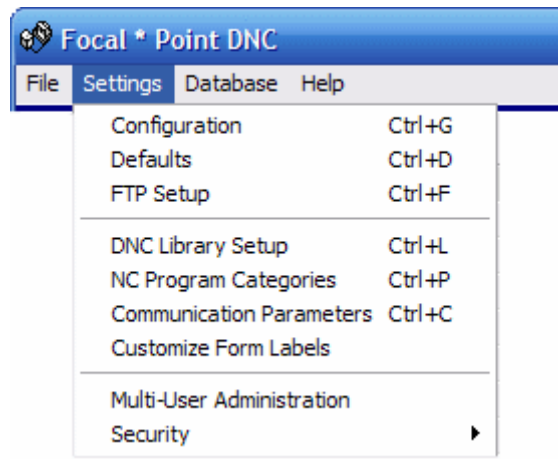 Focal * Point DNC
File Settings Database Help
Configuration Ctrl+G
Defaults Ctrl+D
FTP Setup Ctrl+F
DNC Library Setup Ctrl+L
NC Program Categories Ctrl+P
Communication Parameters Ctrl+C
Customize Form Labels
Multi-User Administration
Security